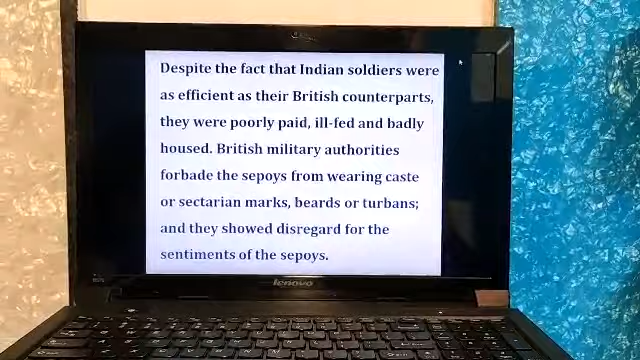 Despite the fact that Indian soldiers were
as efficient as their British counterparts,
they were poorly paid, ill-fed and badly
housed. British military authorities
forbade the sepoys from wearing caste
or sectarian marks, beards or turbans;
and they showed disregard for the
sentiments of the sepoys.
lenovo